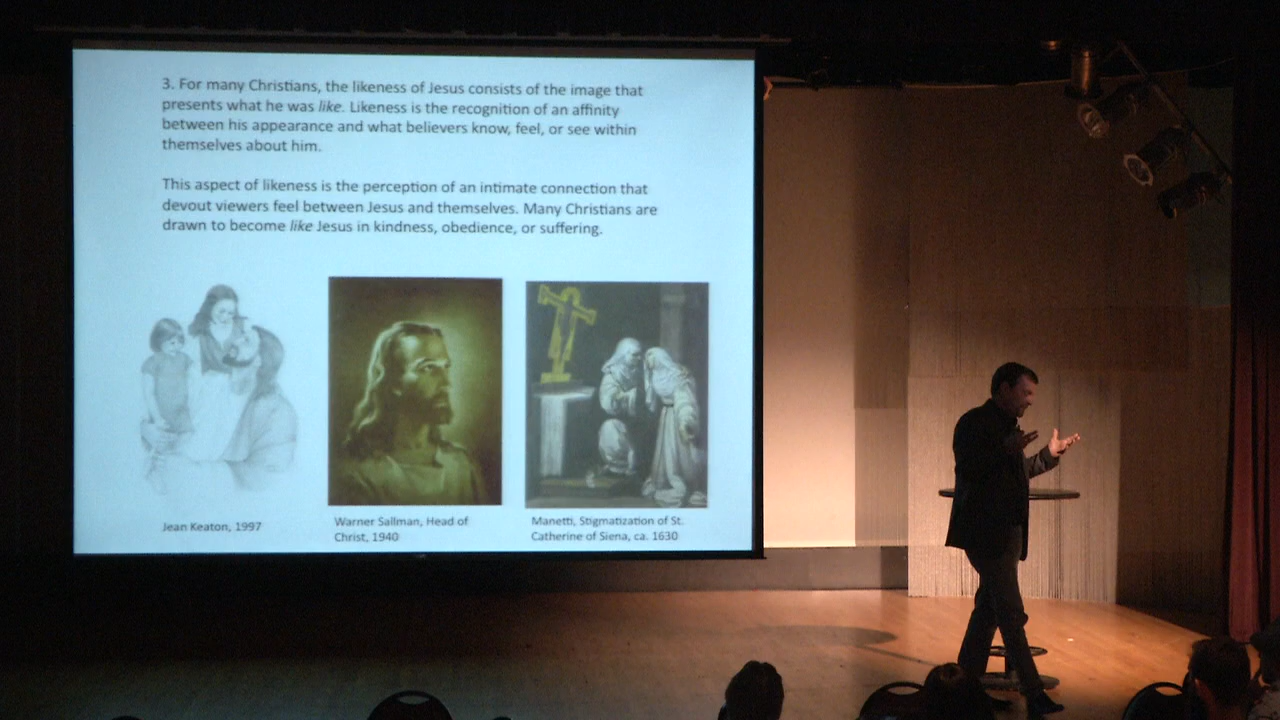 3. For many Christians, the likeness of Jesus consists of the image that
presents what he was like. Likeness is the recognition of an affinity
between his appearance and what believers know, feel, or see within
themselves about him.
This aspect of likeness is the perception of an intimate connection that
devout viewers feel between Jesus and themselves. Many Christians are
drawn to become like Jesus in kindness, obedience, or suffering.
Jean Keaton, 1997
Warner Sallman, Head of
Christ, 1940
Manetti, Stigmatization of St.
Catherine of Siena, ca. 1630